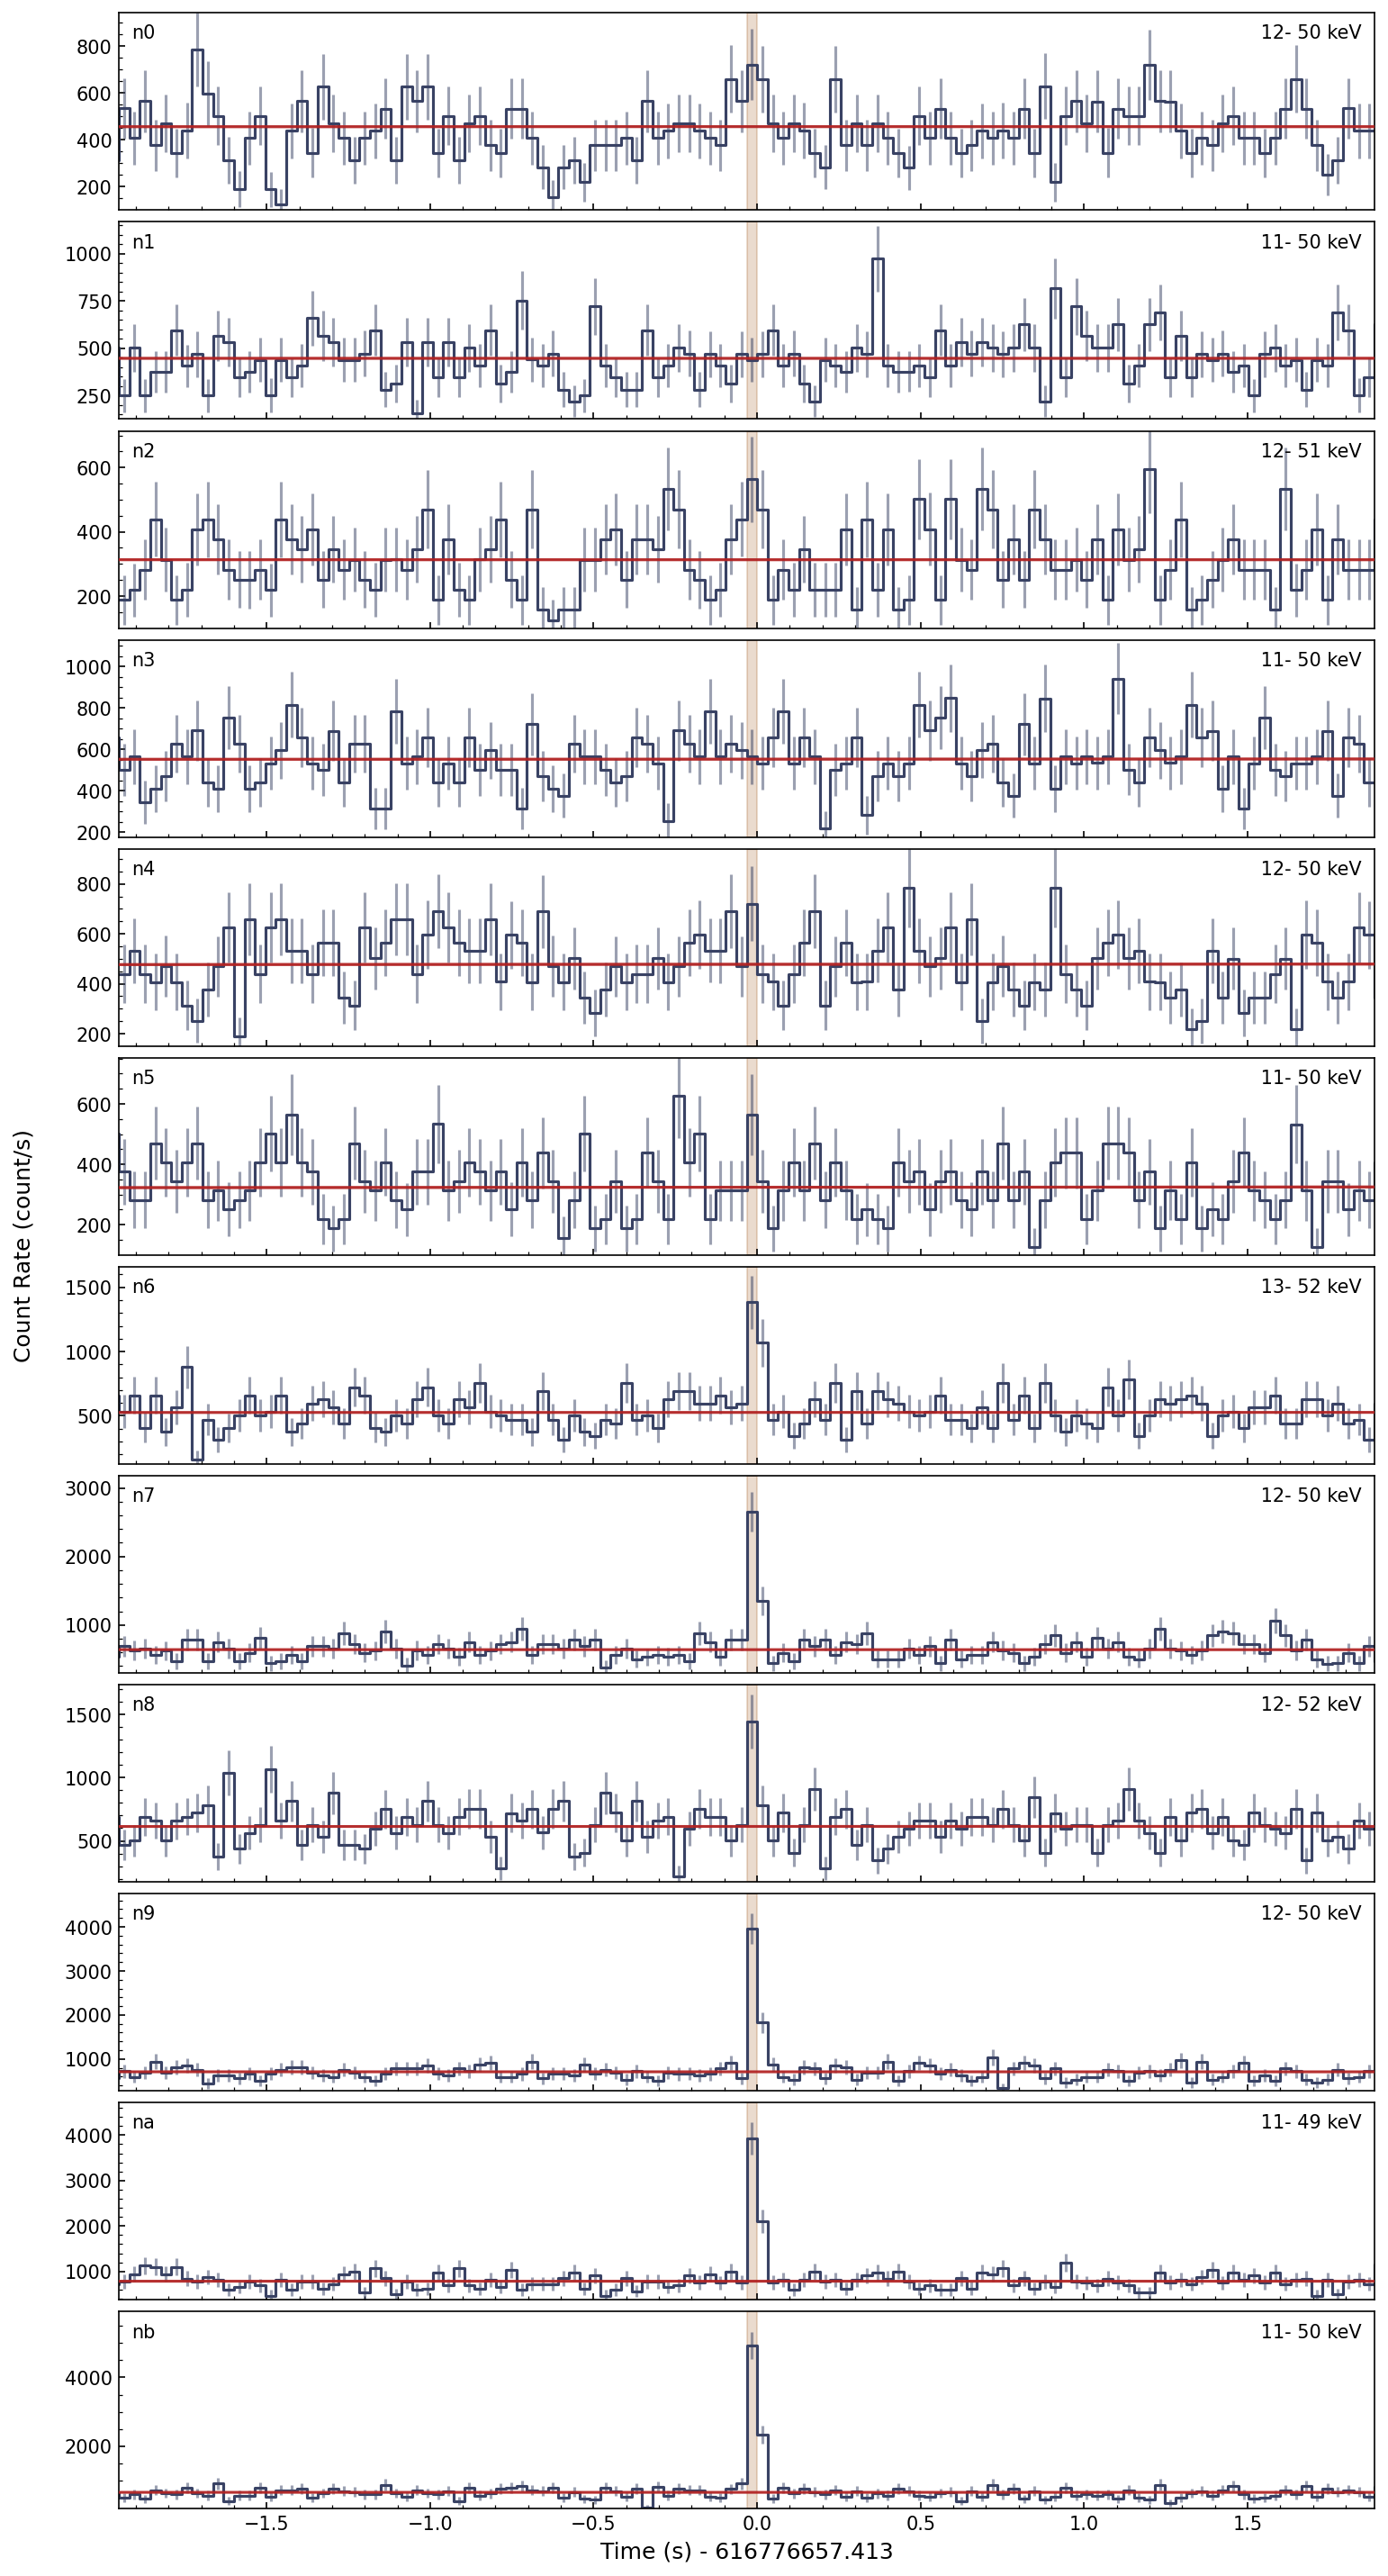 n0 12- 50 keV
800
600
400
200
n1 11- 50 keV
1000
750
500
250
n2 12- 51 keV
600
400
200
n3 11- 50 keV
1000
800
600
400
200
n4 12- 50 keV
800
600
400
200
n5 11- 50 keV
600
400
200
Count Rate (count/s)
n6 13- 52 keV
1500
1000
500
n7 12- 50 keV
3000
2000
1000
n8 12- 52 keV
1500
1000
500
n9 12- 50 keV
4000
3000
2000
1000
na 11- 49 keV
4000
3000
2000
1000
nb 11- 50 keV
4000
2000
−1.5 −1.0 −0.5 0.0 0.5 1.0 1.5
Time (s) - 616776657.413